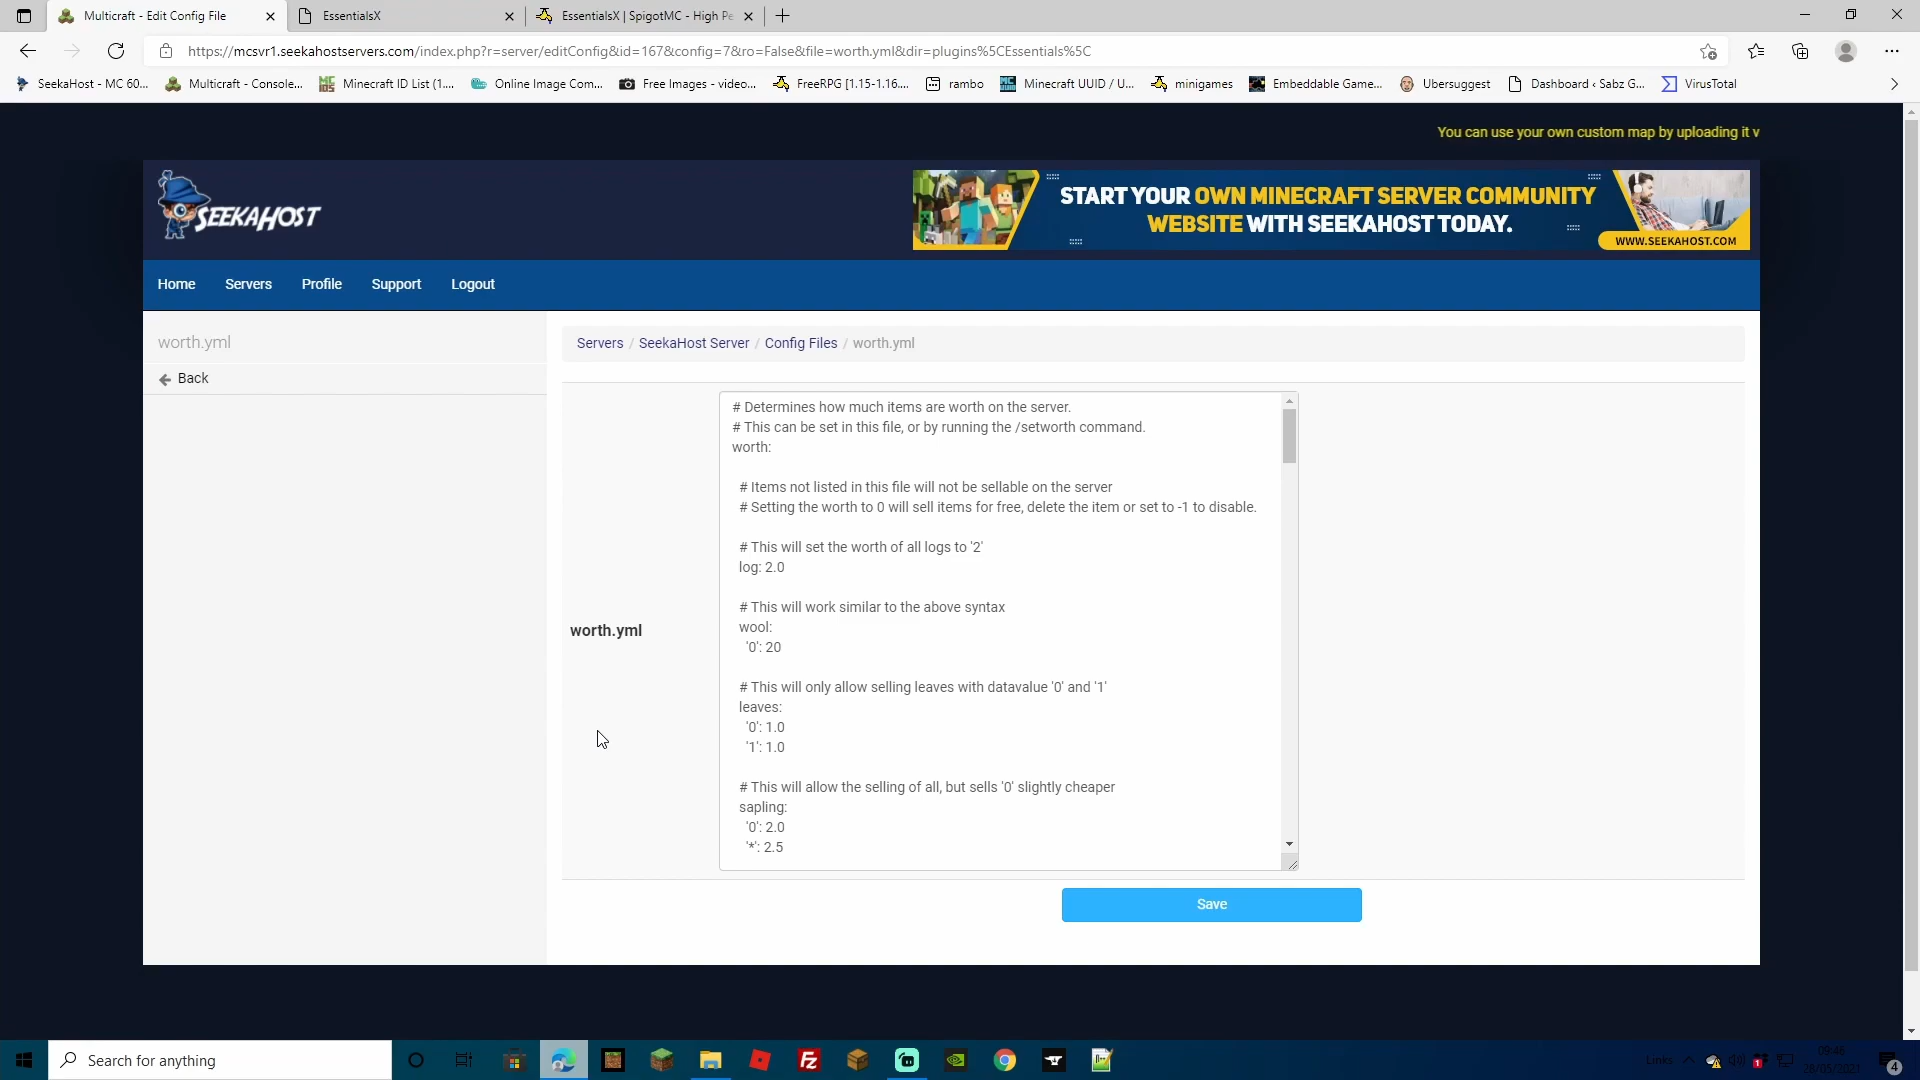 Multicraft - Edit Config File
EssentialsX
EssentialsX | SpigotMC - High Pe
https://mcsvr1.seekahostservers.com/index.php?r=server/editConfig&id=167&config=7&ro=False&file=worth.yml&dir=plugins%5CEssentials%5C
SeekaHost - MC 60...
Multicraft - Console...
Minecraft ID List (1....
Online Image Com...
Free Images - video...
FreeRPG [1.15-1.16....
rambo
Minecraft UUID / U...
minigames
Embeddable Game...
Ubersuggest
Dashboard ‹ Sabz G...
VirusTotal
You can use your own custom map by uploading it v
SEEKAHOST
START YOUR OWN MINECRAFT SERVER COMMUNITY
WEBSITE WITH SEEKAHOST TODAY.
WWW.SEEKAHOST.COM
Home
Servers
Profile
Support
Logout
worth.yml
Back
Servers / SeekaHost Server / Config Files / worth.yml
worth.yml
# Determines how much items are worth on the server.
# This can be set in this file, or by running the /setworth command.
worth:
# Items not listed in this file will not be sellable on the server
# Setting the worth to 0 will sell items for free, delete the item or set to -1 to disable.
# This will set the worth of all logs to '2'
log: 2.0
# This will work similar to the above syntax
wool:
'0': 20
# This will only allow selling leaves with datavalue '0' and '1'
leaves:
'0': 1.0
'1': 1.0
# This will allow the selling of all, but sells '0' slightly cheaper
sapling:
'0': 2.0
'*': 2.5
Save
Search for anything
Links
09:46
28/05/2021
4